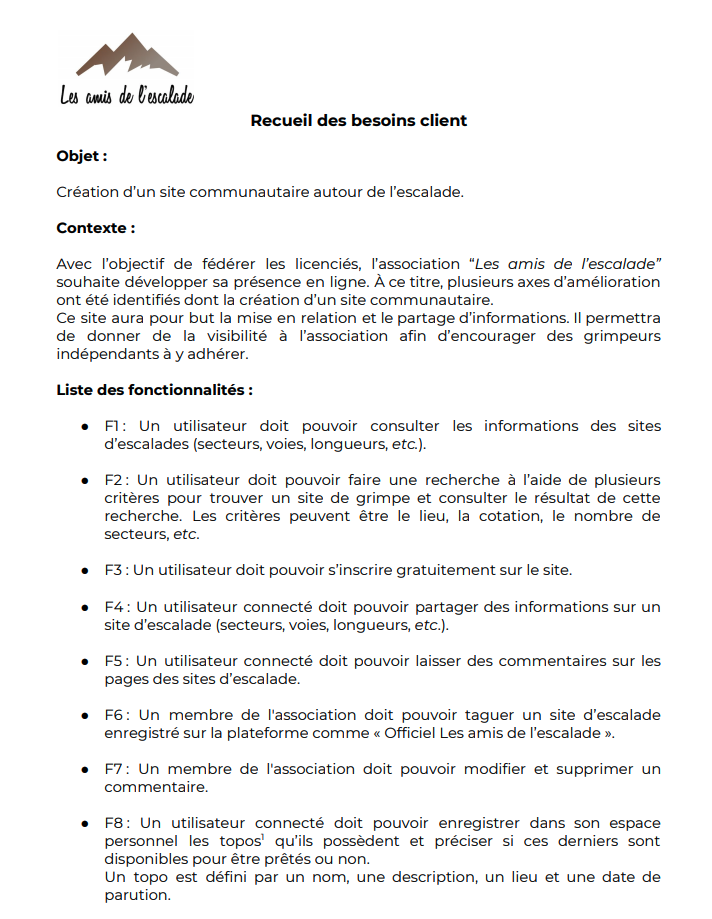 Les amis de l'escalade
Recueil des besoins client
Objet :
Création d’un site communautaire autour de l’escalade.
Contexte :
Avec l’objectif de fédérer les licenciés, l’association “Les amis de l’escalade”
souhaite développer sa présence en ligne. À ce titre, plusieurs axes d’amélioration
ont été identifiés dont la création d’un site communautaire.
Ce site aura pour but la mise en relation et le partage d’informations. Il permettra
de donner de la visibilité à l’association afin d’encourager des grimpeurs
indépendants à y adhérer.
Liste des fonctionnalités :
● F1 : Un utilisateur doit pouvoir consulter les informations des sites
d’escalades (secteurs, voies, longueurs, etc.).
● F2 : Un utilisateur doit pouvoir faire une recherche à l’aide de plusieurs
critères pour trouver un site de grimpe et consulter le résultat de cette
recherche. Les critères peuvent être le lieu, la cotation, le nombre de
secteurs, etc.
● F3 : Un utilisateur doit pouvoir s’inscrire gratuitement sur le site.
● F4 : Un utilisateur connecté doit pouvoir partager des informations sur un
site d’escalade (secteurs, voies, longueurs, etc.).
● F5 : Un utilisateur connecté doit pouvoir laisser des commentaires sur les
pages des sites d’escalade.
● F6 : Un membre de l'association doit pouvoir taguer un site d’escalade
enregistré sur la plateforme comme « Officiel Les amis de l’escalade ».
● F7 : Un membre de l'association doit pouvoir modifier et supprimer un
commentaire.
● F8 : Un utilisateur connecté doit pouvoir enregistrer dans son espace
personnel les topos¹ qu’ils possèdent et préciser si ces derniers sont
disponibles pour être prêtés ou non.
Un topo est défini par un nom, une description, un lieu et une date de
parution.